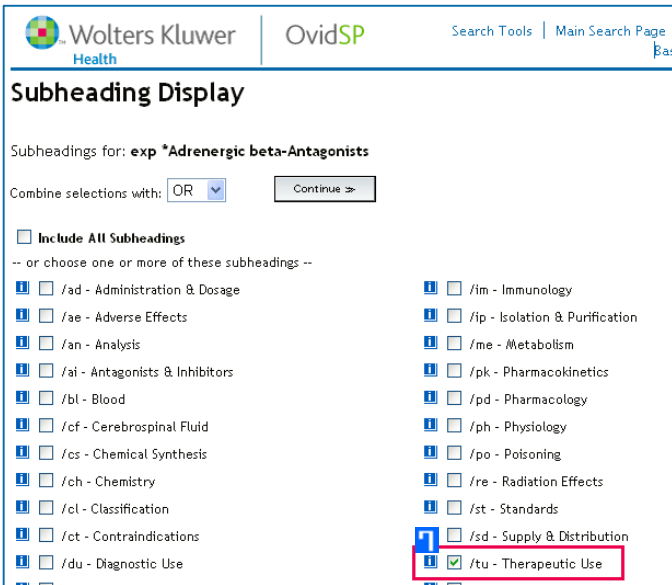 Wolters Kluwer
Health
OvidSP
Search Tools | Main Search Page
Subheading Display
Subheadings for: exp *Adrenergic beta-Antagonists
Combine selections with: OR
Continue >>
Include All Subheadings
-- or choose one or more of these subheadings --
/ad - Administration & Dosage
/ae - Adverse Effects
/an - Analysis
/ai - Antagonists & Inhibitors
/bl - Blood
/cf - Cerebrospinal Fluid
/cs - Chemical Synthesis
/ch - Chemistry
/cl - Classification
/ct - Contraindications
/du - Diagnostic Use
/im - Immunology
/ip - Isolation & Purification
/me - Metabolism
/pk - Pharmacokinetics
/pd - Pharmacology
/ph - Physiology
/po - Poisoning
/re - Radiation Effects
/st - Standards
/sd - Supply & Distribution
7
/tu - Therapeutic Use